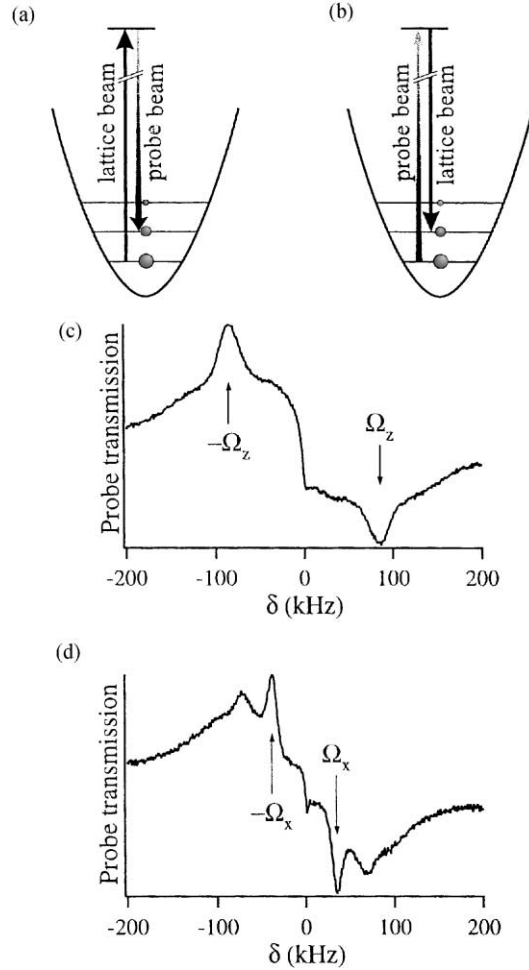 (a)
(b)
lattice beam
probe beam
probe beam
lattice beam
(c)
Probe transmission
−Ω_z
Ω_z
-200 -100 0 100 200
δ (kHz)
(d)
Probe transmission
Ω_x
−Ω_x
-200 -100 0 100 200
δ (kHz)